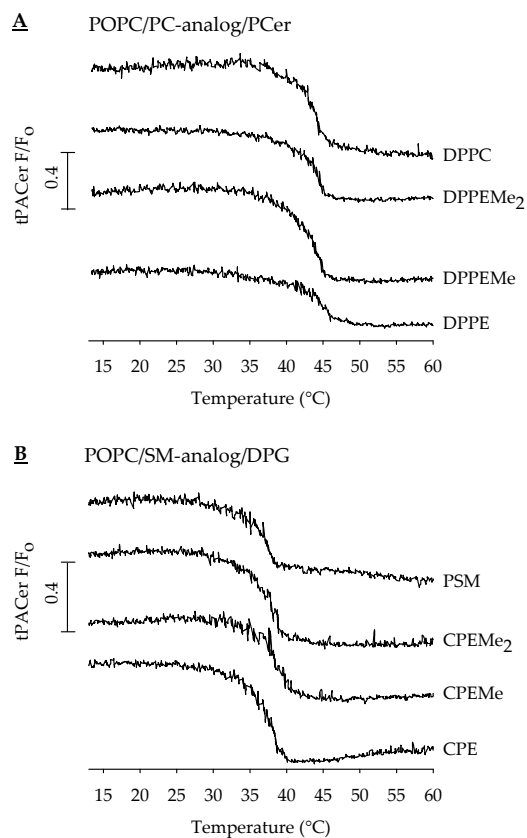 A
POPC/PC-analog/PCer
tPACer F/Fo
0.4
DPPC
DPPEMe2
DPPEMe
DPPE
15 20 25 30 35 40 45 50 55 60
Temperature (°C)
B
POPC/SM-analog/DPG
tPACer F/Fo
0.4
PSM
CPEMe2
CPEMe
CPE
15 20 25 30 35 40 45 50 55 60
Temperature (°C)